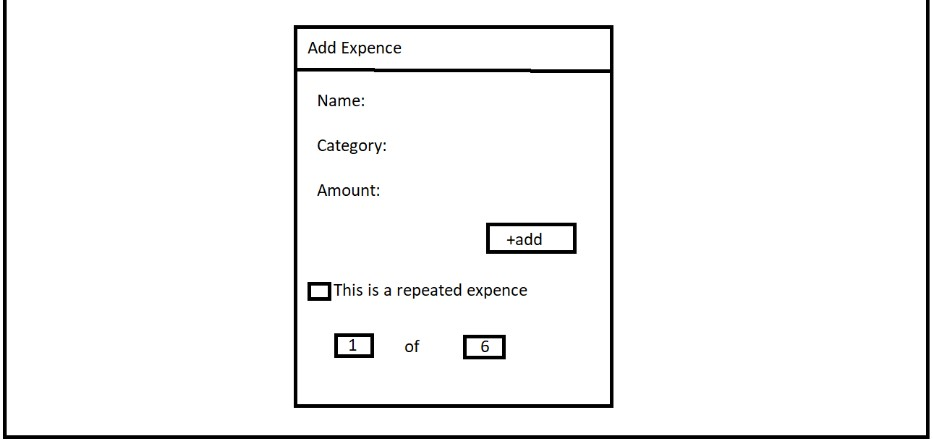 Add Expence
Name:
Category:
Amount:
+add
This is a repeated expence
1 of 6